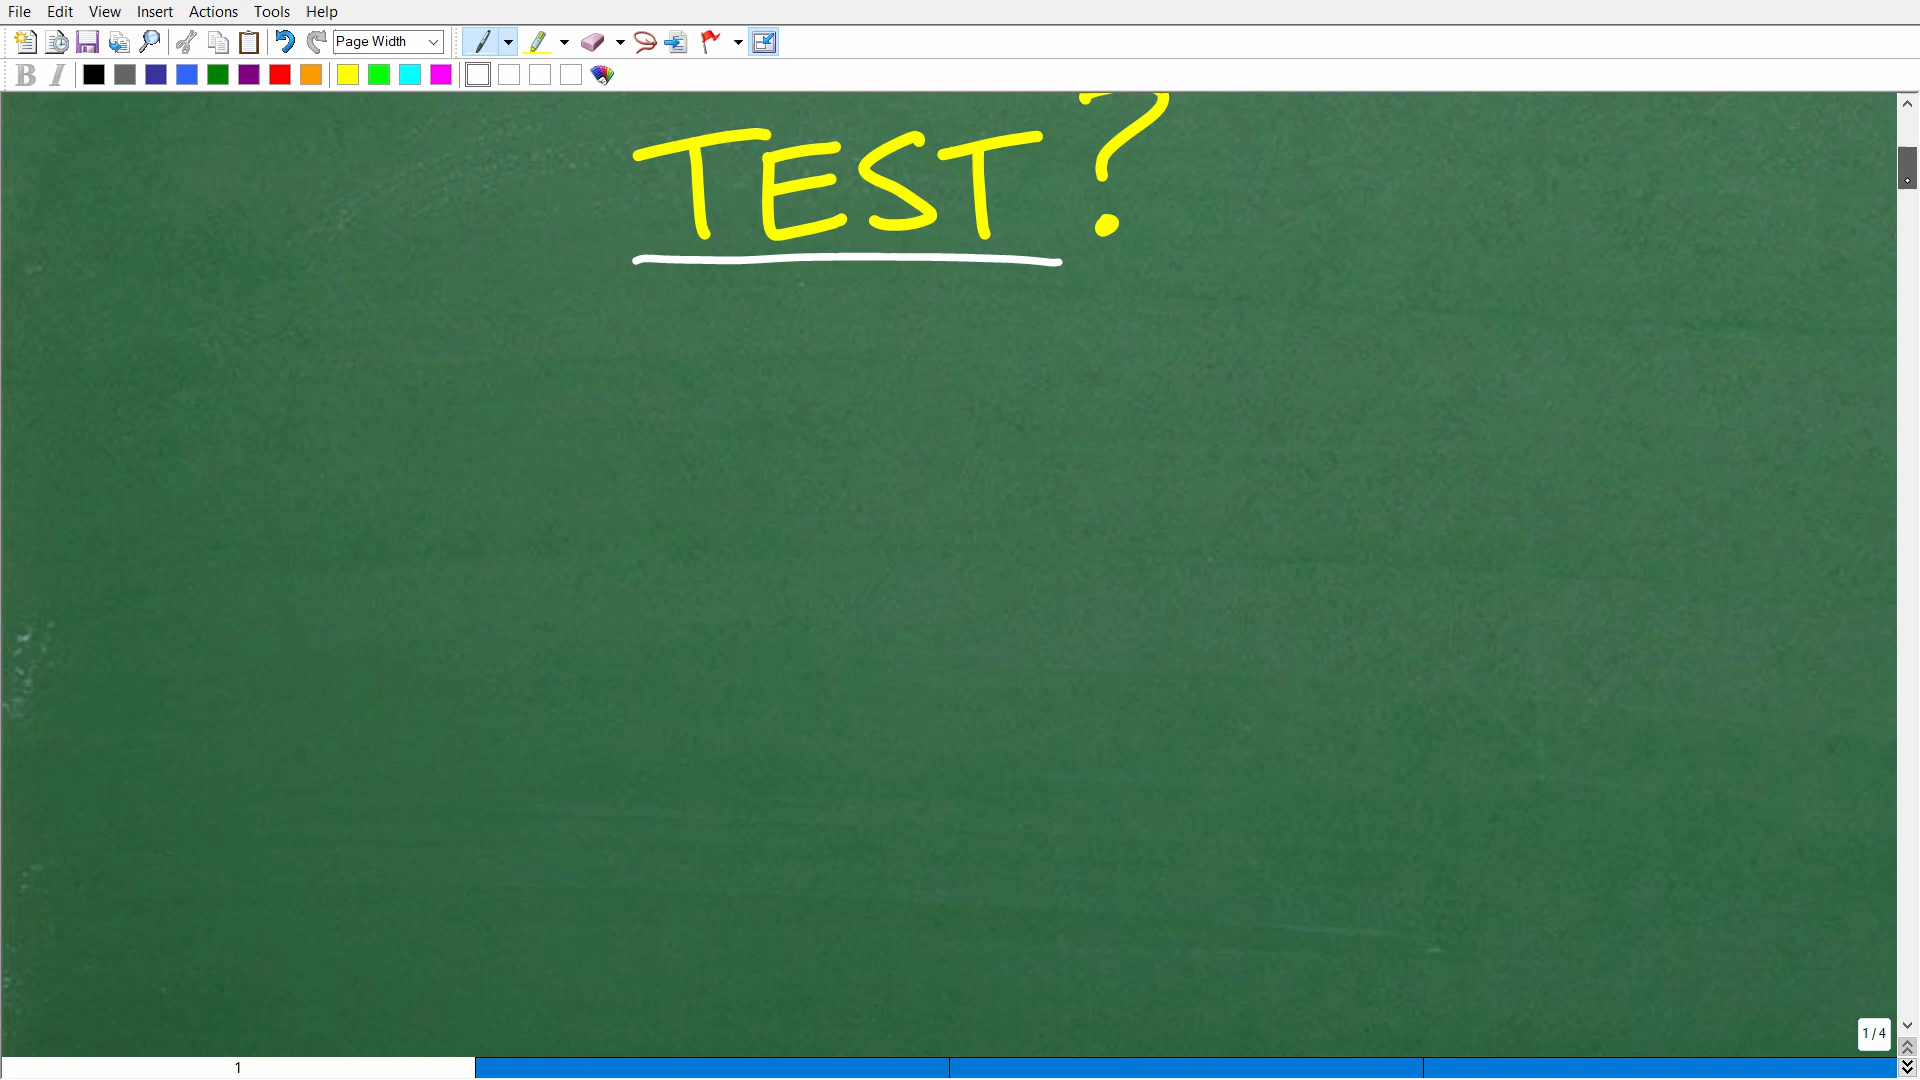 File Edit View Insert Actions Tools Help
Page Width
B I
TEST?
1 / 4
1